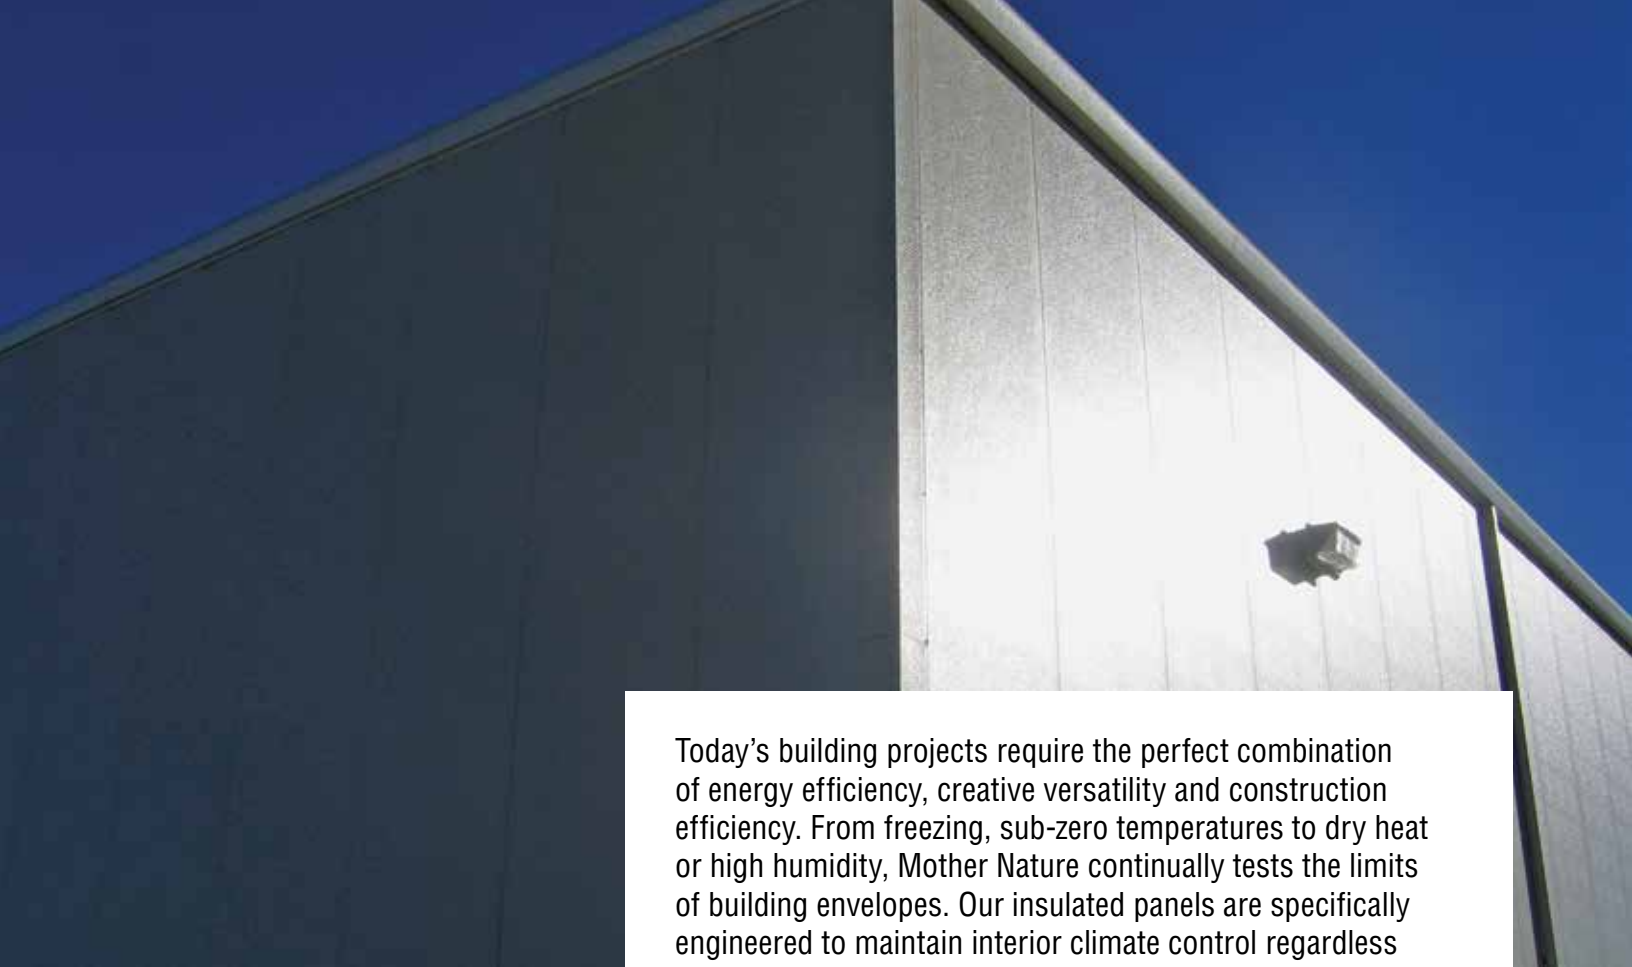 Today’s building projects require the perfect combination
of energy efficiency, creative versatility and construction
efficiency. From freezing, sub-zero temperatures to dry heat
or high humidity, Mother Nature continually tests the limits
of building envelopes. Our insulated panels are specifically
engineered to maintain interior climate control regardless